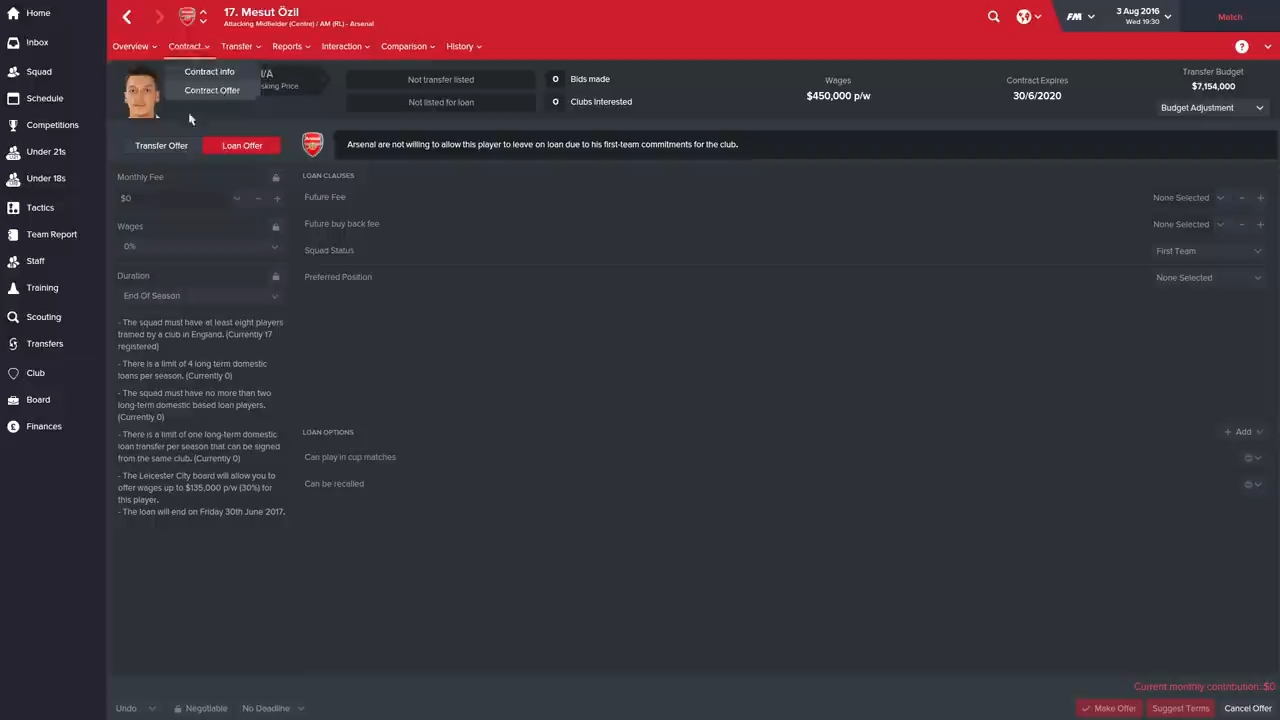 Home
Inbox
Squad
Schedule
Competitions
Under 21s
Under 18s
Tactics
Team Report
Staff
Training
Scouting
Transfers
Club
Board
Finances
17. Mesut Özil
Attacking Midfielder (Centre) / AM (RL) - Arsenal
FM
3 Aug 2016
Wed 19:30
Match
Overview
Contract
Transfer
Reports
Interaction
Comparison
History
?
Contract Info
Contract Offer
Not transfer listed
Not listed for loan
0 Bids made
0 Clubs Interested
Wages
$450,000 p/w
Contract Expires
30/6/2020
Transfer Budget
$7,154,000
Budget Adjustment
Transfer Offer
Loan Offer
Arsenal are not willing to allow this player to leave on loan due to his first-team commitments for the club.
Monthly Fee
$0
Wages
0%
Duration
End Of Season
- The squad must have at least eight players
trained by a club in England. (Currently 17
registered)
- There is a limit of 4 long term domestic
loans per season. (Currently 0)
- The squad must have no more than two
long-term domestic based loan players.
(Currently 0)
- There is a limit of one long-term domestic
loan transfer per season that can be signed
from the same club. (Currently 0)
- The Leicester City board will allow you to
offer wages up to $135,000 p/w (30%) for
this player.
- The loan will end on Friday 30th June 2017.
LOAN CLAUSES
Future Fee None Selected
Future buy back fee None Selected
Squad Status First Team
Preferred Position None Selected
LOAN OPTIONS
+ Add
Can play in cup matches
Can be recalled
Current monthly contribution: $0
Undo
Negotiable
No Deadline
Make Offer
Suggest Terms
Cancel Offer